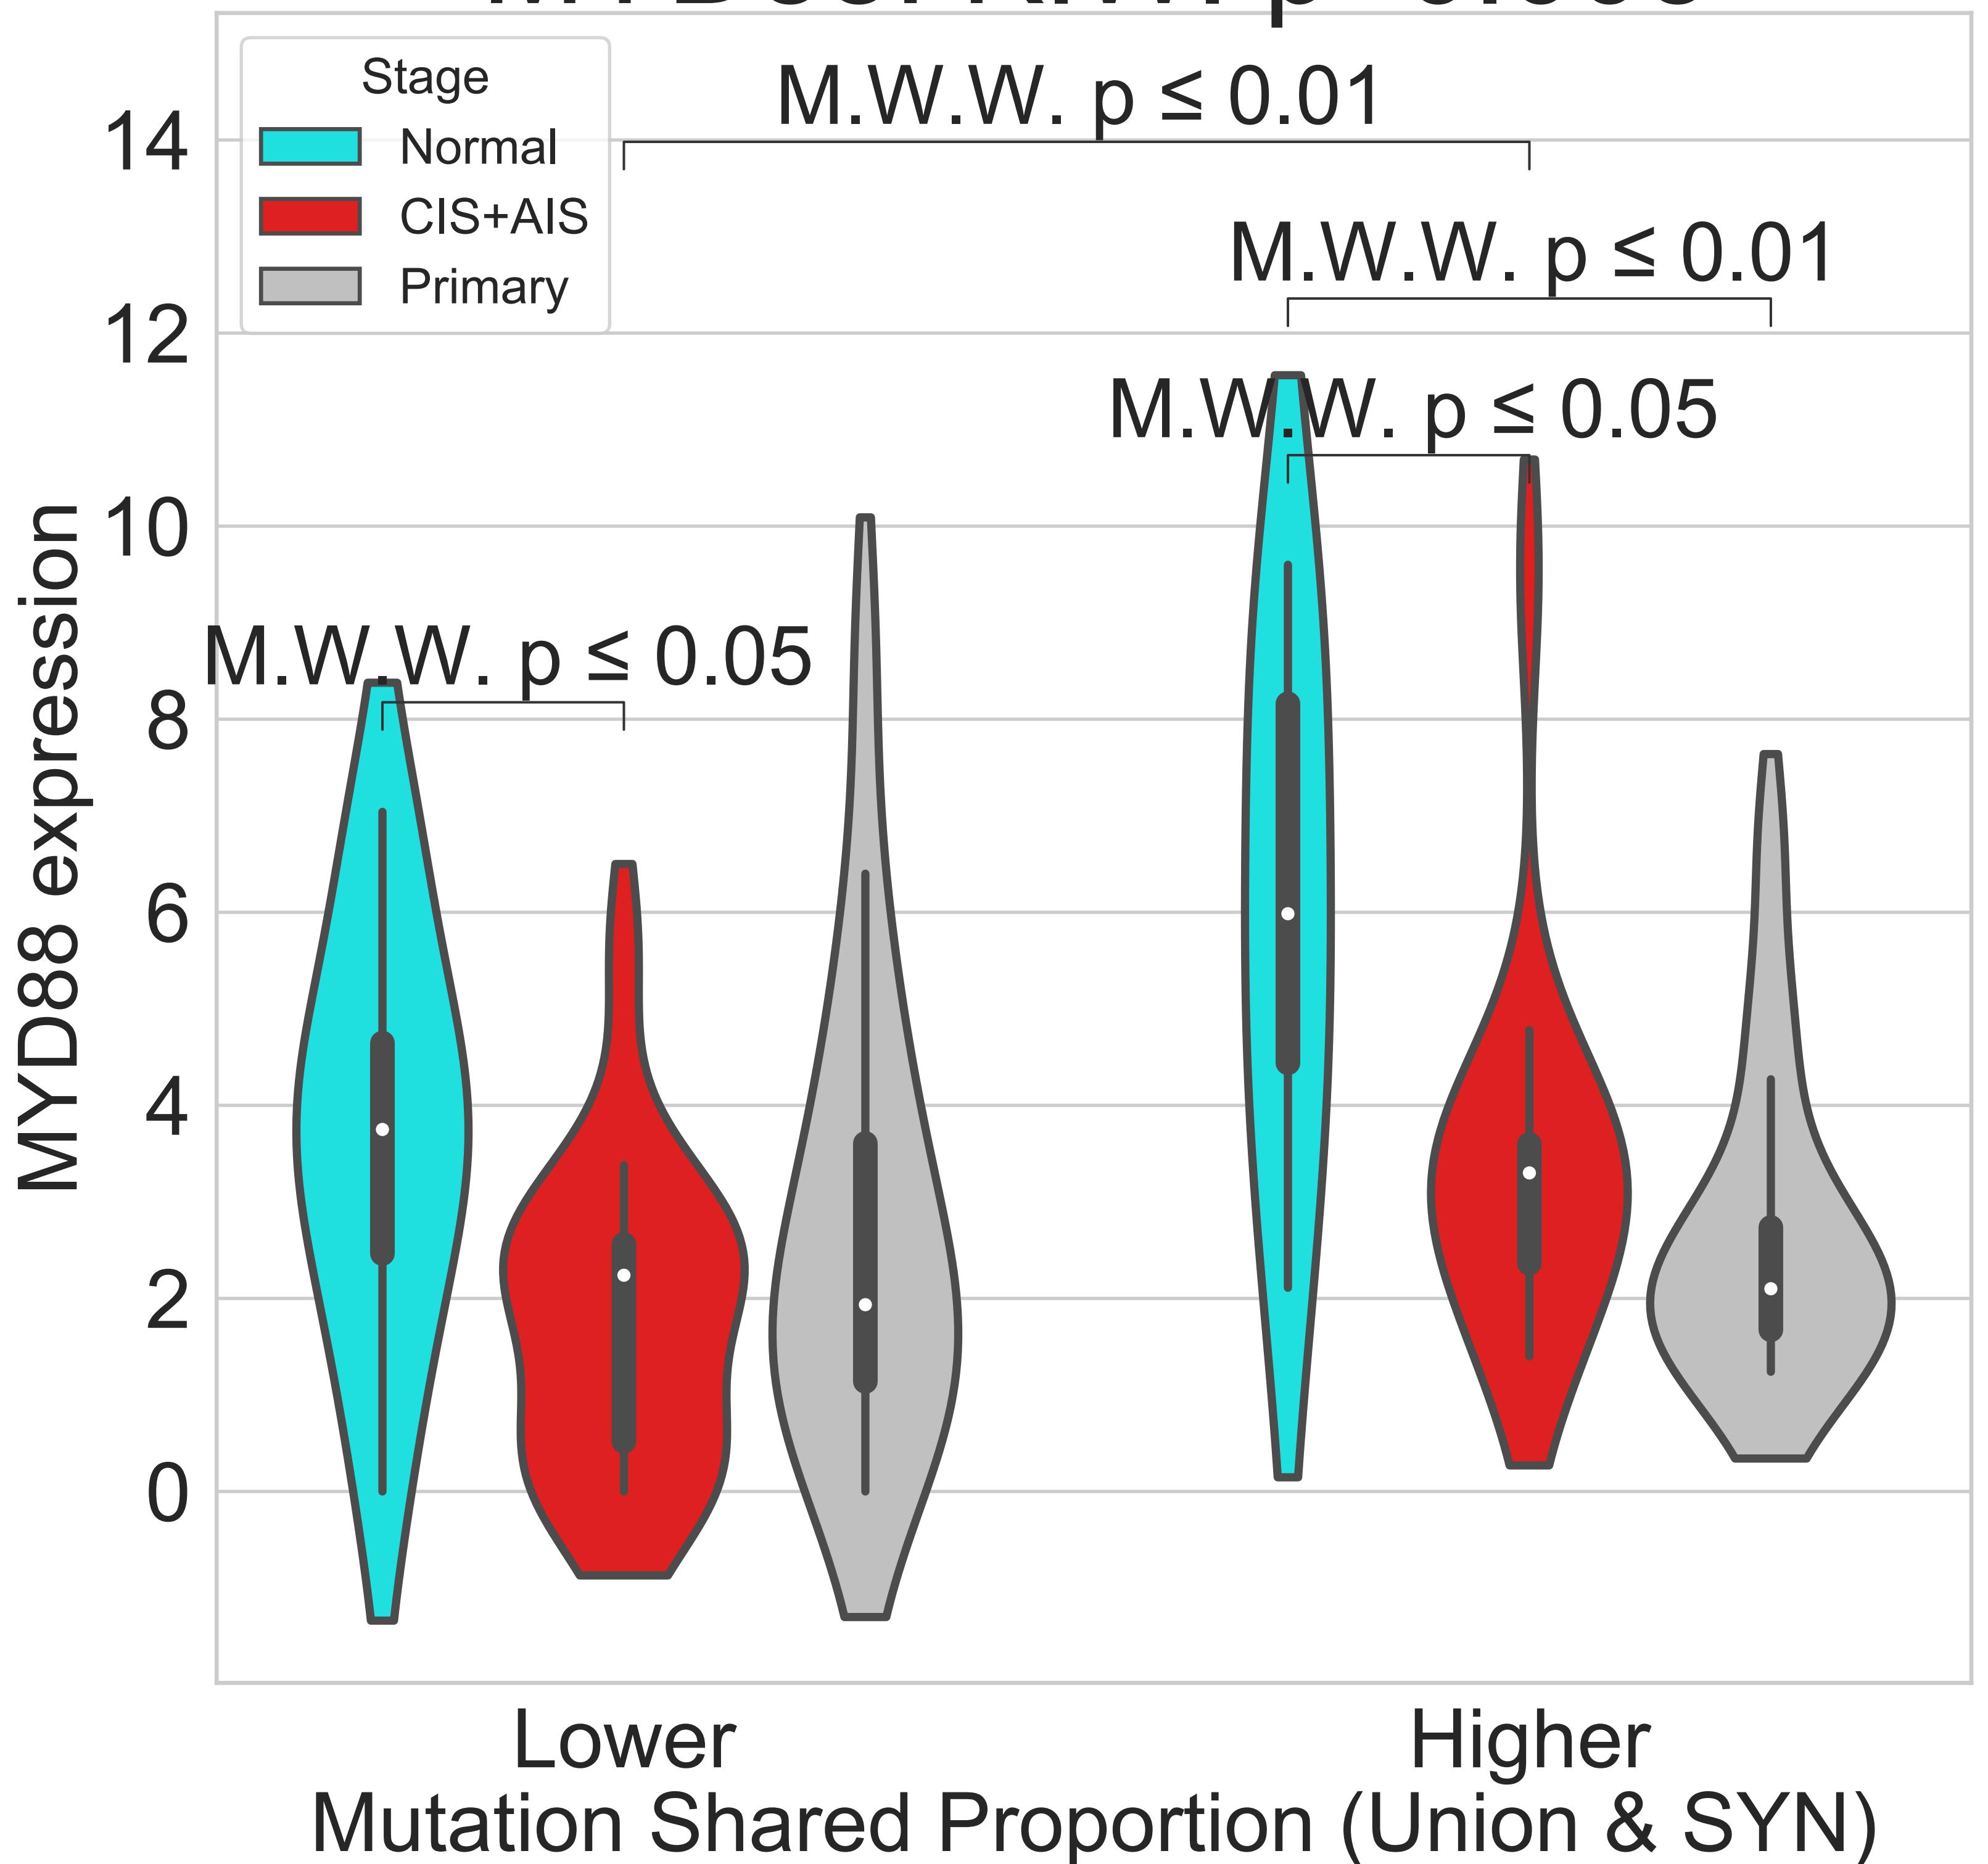 Stage
Normal
CIS+AIS
Primary
M.W.W. p ≤ 0.01
M.W.W. p ≤ 0.01
M.W.W. p ≤ 0.05
M.W.W. p ≤ 0.05
14
12
10
8
6
4
2
0
MYD88 expression
Lower
Higher
Mutation Shared Proportion (Union & SYN)